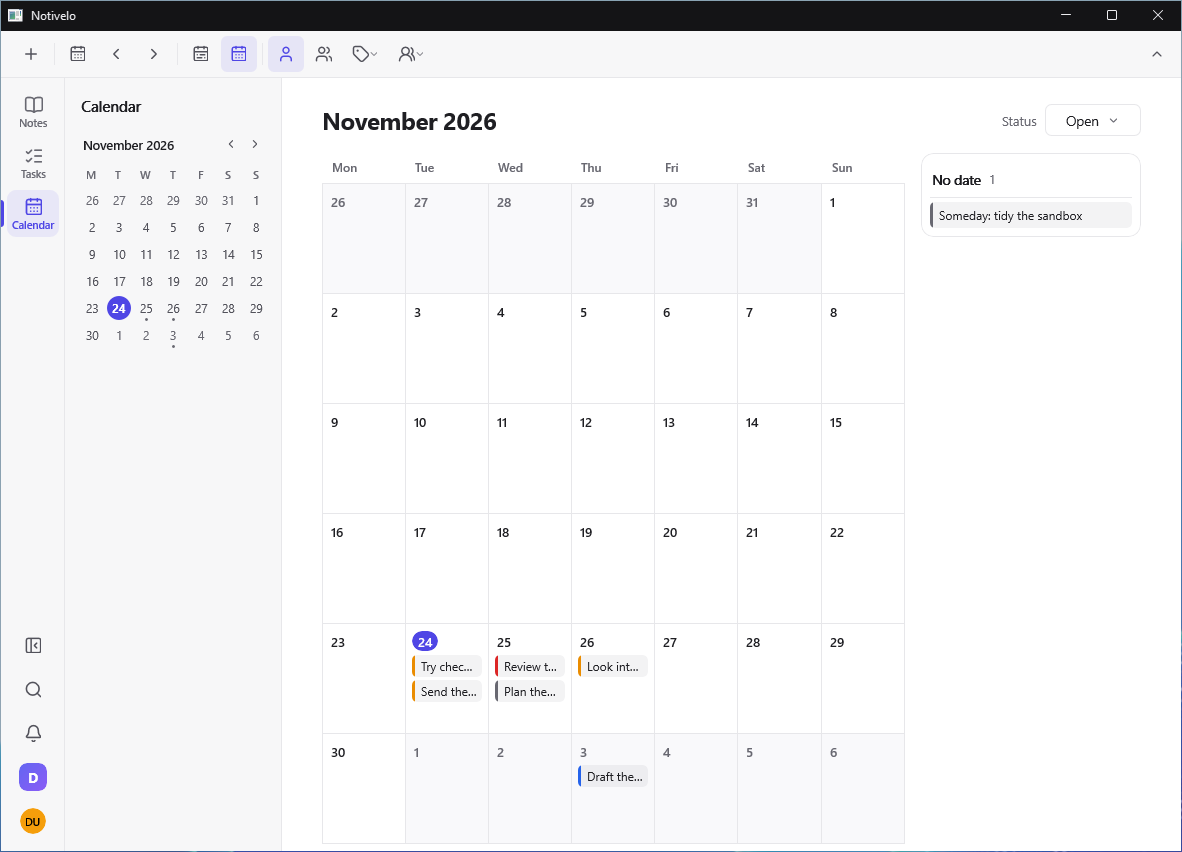 Notivelo
Notes
Tasks
Calendar
D
DU
Calendar
November 2026
M T W T F S S
26 27 28 29 30 31 1
2 3 4 5 6 7 8
9 10 11 12 13 14 15
16 17 18 19 20 21 22
23 24 25 26 27 28 29
30 1 2 3 4 5 6
November 2026
Status Open
Mon Tue Wed Thu Fri Sat Sun
26 27 28 29 30 31 1
2 3 4 5 6 7 8
9 10 11 12 13 14 15
16 17 18 19 20 21 22
23 24 25 26 27 28 29
Try chec... Review t... Look int...
Send the... Plan the...
30 1 2 3 4 5 6
Draft the...
No date 1
Someday: tidy the sandbox